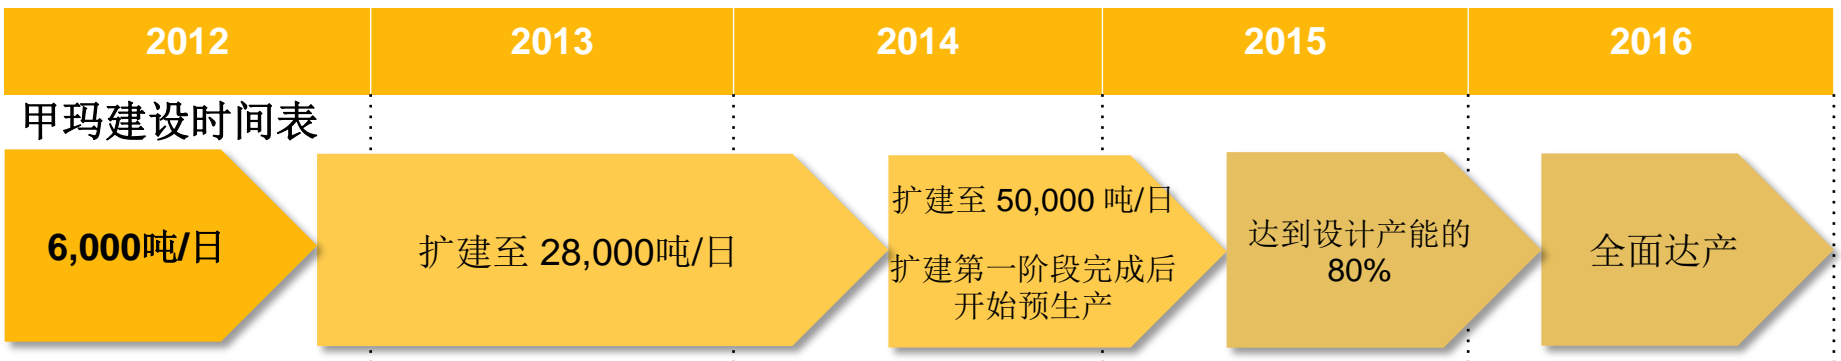 2012
2013
2014
2015
2016
甲玛建设时间表
6,000吨/日
扩建至 28,000吨/日
扩建至 50,000 吨/日
扩建第一阶段完成后
开始预生产
达到设计产能的
80%
全面达产